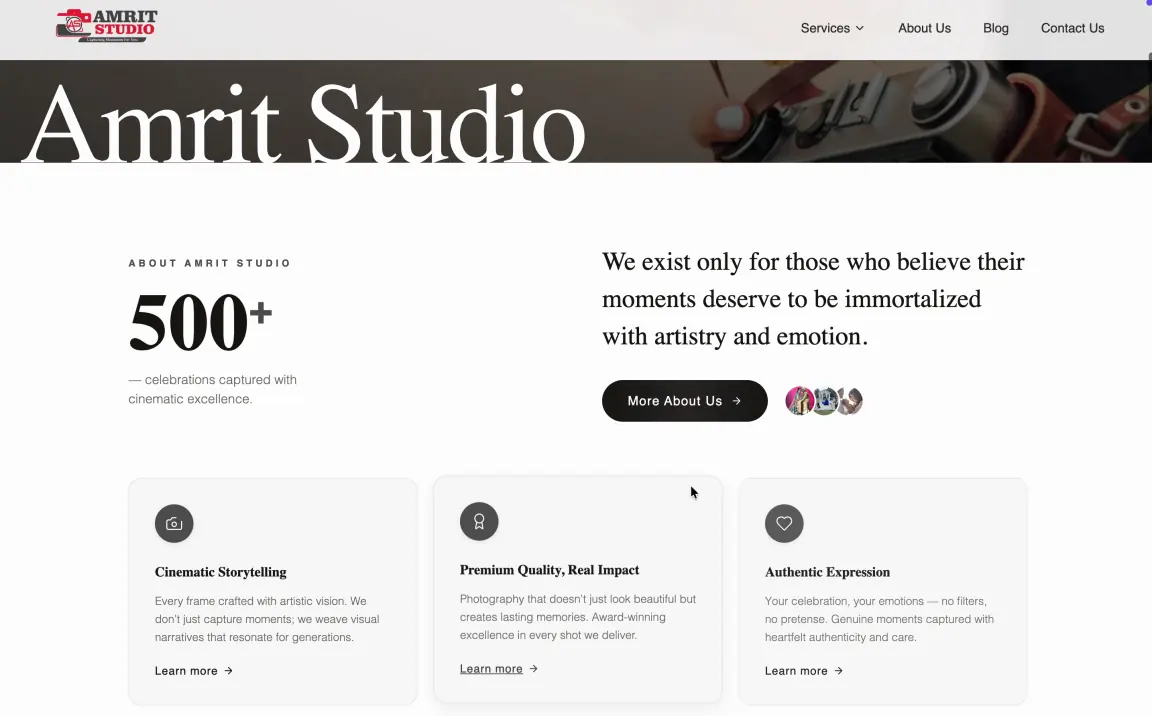 AMRIT
STUDIO
Capturing Moments For You
Services
About Us
Blog
Contact Us
Amrit Studio
ABOUT AMRIT STUDIO
500+
— celebrations captured with
cinematic excellence.
We exist only for those who believe their
moments deserve to be immortalized
with artistry and emotion.
More About Us →
Cinematic Storytelling
Every frame crafted with artistic vision. We
don't just capture moments; we weave visual
narratives that resonate for generations.
Learn more →
Premium Quality, Real Impact
Photography that doesn't just look beautiful but
creates lasting memories. Award-winning
excellence in every shot we deliver.
Learn more →
Authentic Expression
Your celebration, your emotions — no filters,
no pretense. Genuine moments captured with
heartfelt authenticity and care.
Learn more →